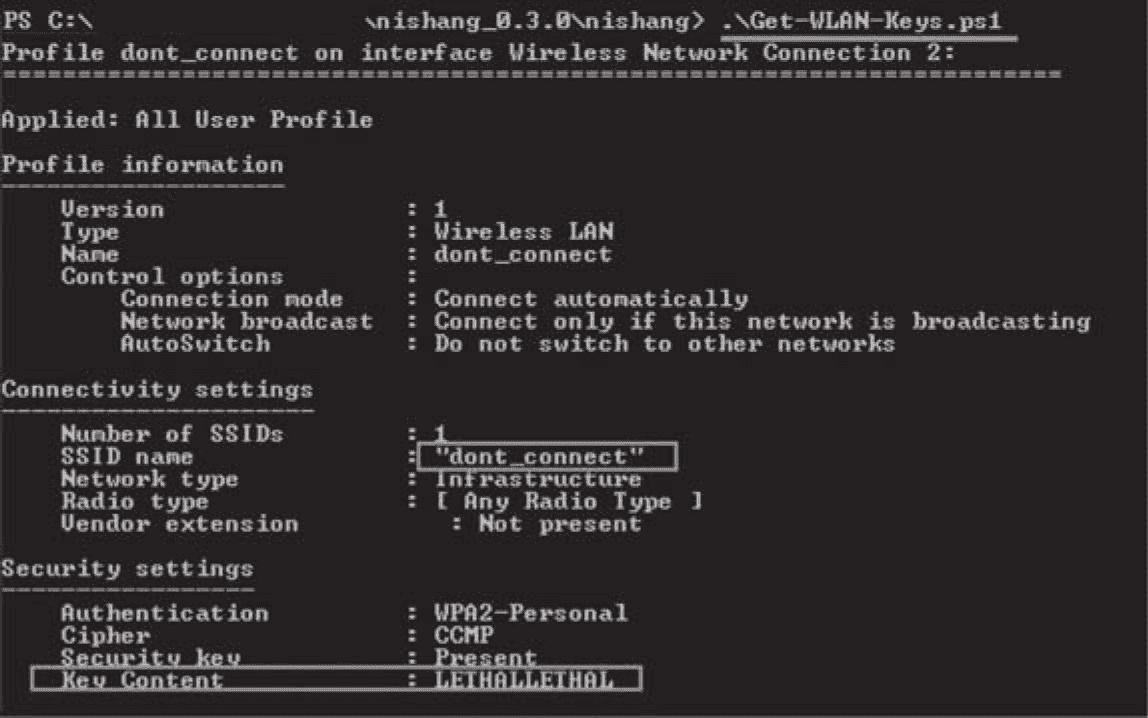 PS C:\ \nishang_0.3.0\nishang> .\Get-WLAN-Keys.ps1
Profile dont_connect on interface Wireless Network Connection 2:
=======================================================================
Applied: All User Profile
Profile information
-------------------
Version : 1
Type : Wireless LAN
Name : dont_connect
Control options :
Connection mode : Connect automatically
Network broadcast : Connect only if this network is broadcasting
AutoSwitch : Do not switch to other networks
Connectivity settings
---------------------
Number of SSIDs : 1
SSID name : "dont_connect"
Network type : Infrastructure
Radio type : [ Any Radio Type ]
Vendor extension : Not present
Security settings
-----------------
Authentication : WPA2-Personal
Cipher : CCMP
Security key : Present
Key Content : LETHALLETHAL